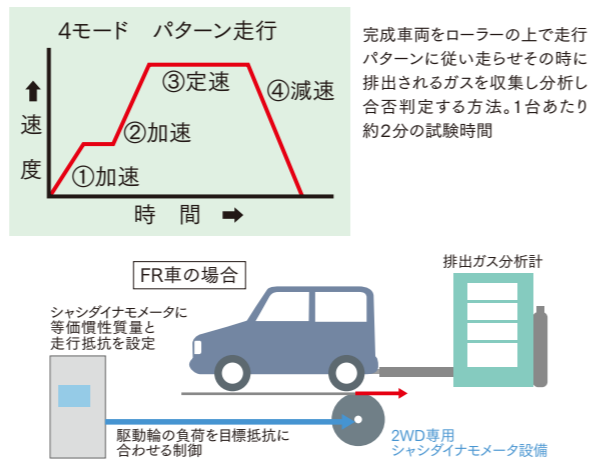 4モード　パターン走行
③定速
④減速
②加速
①加速
速度
時　間
完成車両をローラーの上で走行
パターンに従い走らせその時に
排出されるガスを収集し分析し
合否判定する方法。1台あたり
約2分の試験時間
FR車の場合
排出ガス分析計
シャシダイナモメータに
等価慣性質量と
走行抵抗を設定
駆動輪の負荷を目標抵抗に
合わせる制御
2WD専用
シャシダイナモメータ設備